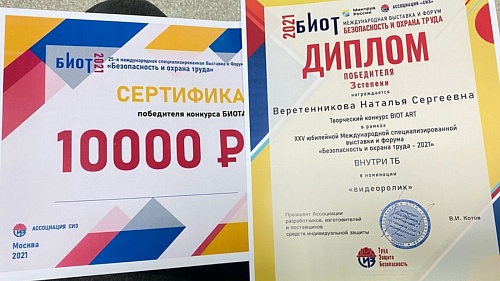 БИОТ
2021
25-я международная специализированная Выставка и Форум
«Безопасность и охрана труда»
СЕРТИФИКА
победителя конкурса БИОТ
10000 ₽
АССОЦИАЦИЯ СИЗ
Москва
2021
2021
БИОТ
Минтруд
России
АССОЦИАЦИЯ «СИЗ»
МЕЖДУНАРОДНАЯ ВЫСТАВКА И ФОРУМ
БЕЗОПАСНОСТЬ И ОХРАНА ТРУДА
ДИПЛОМ
ПОБЕДИТЕЛЯ
3 степени
награждается
Веретенникова Наталья Сергеевна
Творческий конкурс BIOT ART
в рамках
XXV юбилейной Международной специализированной
выставки и форума
«Безопасность и охрана труда - 2021»
ВНУТРИ ТБ
в номинации
«видеоролик»
Президент Ассоциации
разработчиков, изготовителей
и поставщиков
средств индивидуальной защиты
В.И. Котов
СИЗ
Труд
Защита
Безопасность